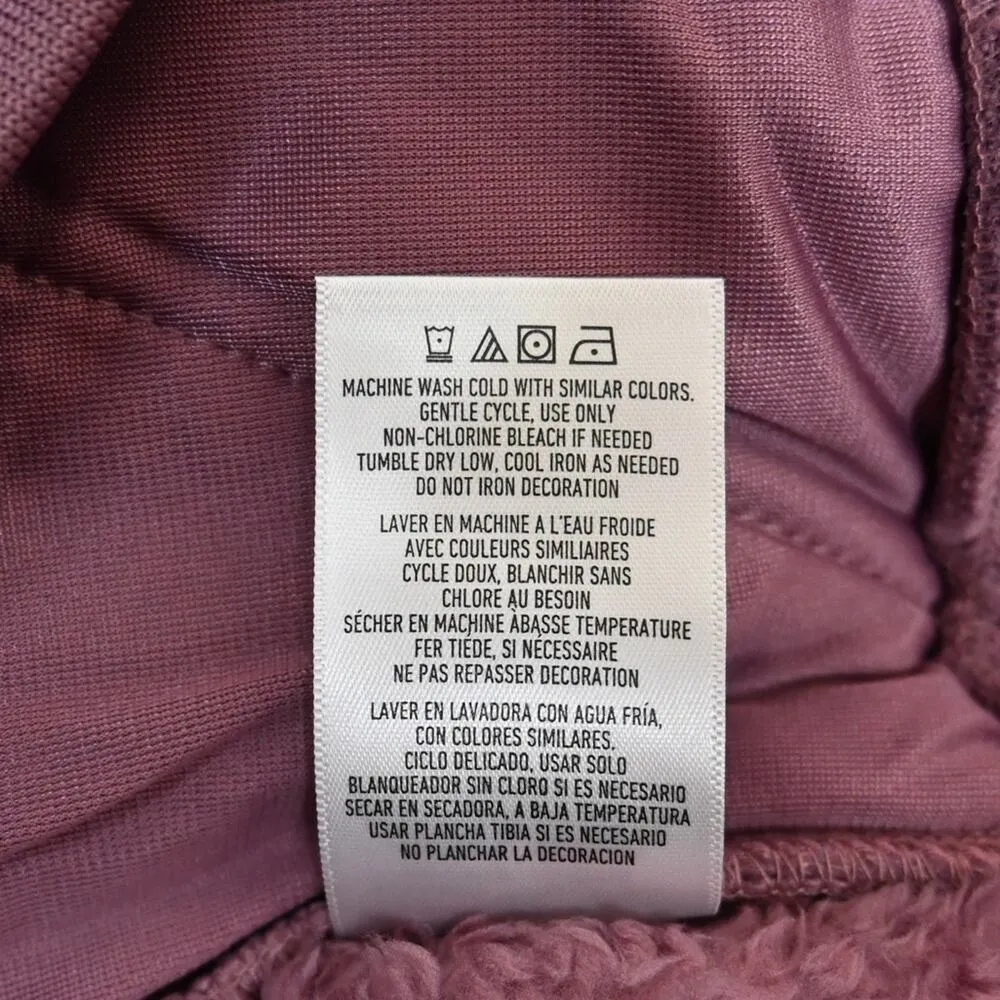 MACHINE WASH COLD WITH SIMILAR COLORS.
GENTLE CYCLE, USE ONLY
NON-CHLORINE BLEACH IF NEEDED
TUMBLE DRY LOW, COOL IRON AS NEEDED
DO NOT IRON DECORATION
LAVER EN MACHINE A L'EAU FROIDE
AVEC COULEURS SIMILIAIRES
CYCLE DOUX, BLANCHIR SANS
CHLORE AU BESOIN
SÉCHER EN MACHINE ÀBASSE TEMPERATURE
FER TIÉDE, SI NÉCESSAIRE
NE PAS REPASSER DECORATION
LAVER EN LAVADORA CON AGUA FRÍA,
CON COLORES SIMILARES.
CICLO DELICADO, USAR SOLO
BLANQUEADOR SIN CLORO SI ES NECESARIO
SECAR EN SECADORA, A BAJA TEMPERATURA
USAR PLANCHA TIBIA SI ES NECESARIO
NO PLANCHAR LA DECORACION